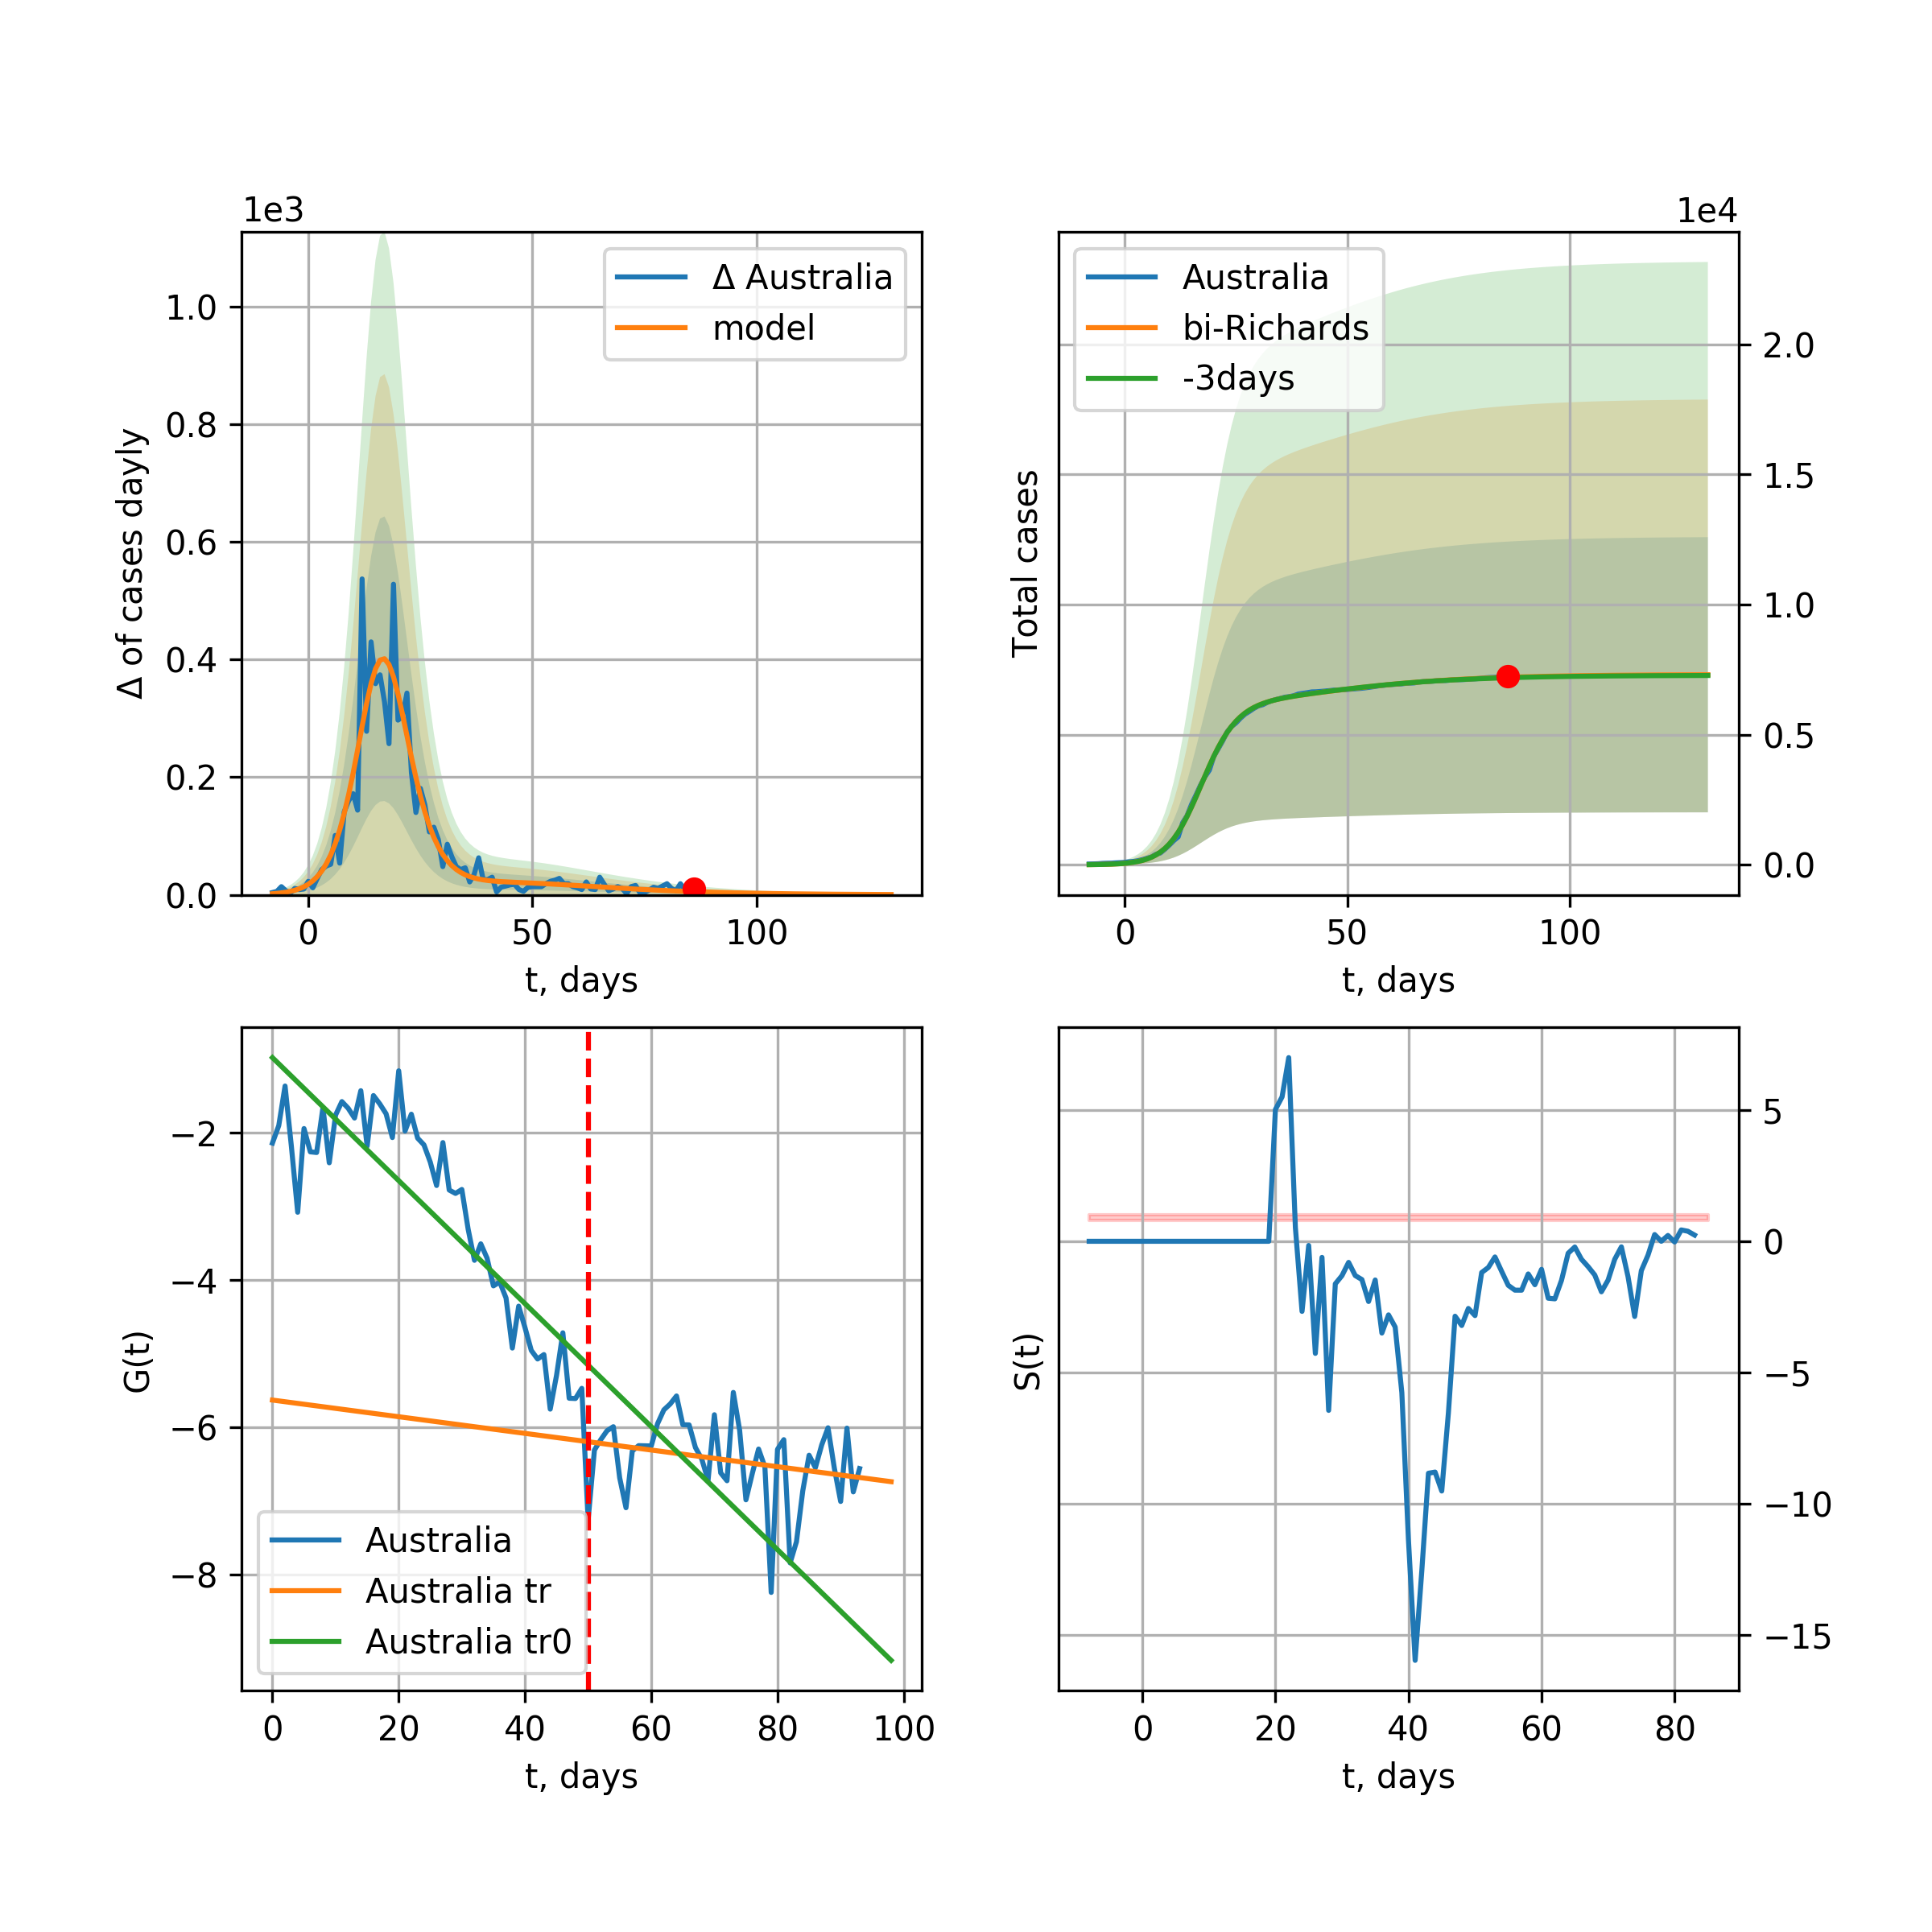 1e3
Δ of cases dayly
1.0
0.8
0.6
0.4
0.2
0.0
Δ Australia
model
0 50 100
t, days
1e4
Total cases
Australia
bi-Richards
-3days
2.0
1.5
1.0
0.5
0.0
0 50 100
t, days
G(t)
−2
−4
−6
−8
Australia
Australia tr
Australia tr0
0 20 40 60 80 100
t, days
S(t)
5
0
−5
−10
−15
0 20 40 60 80
t, days